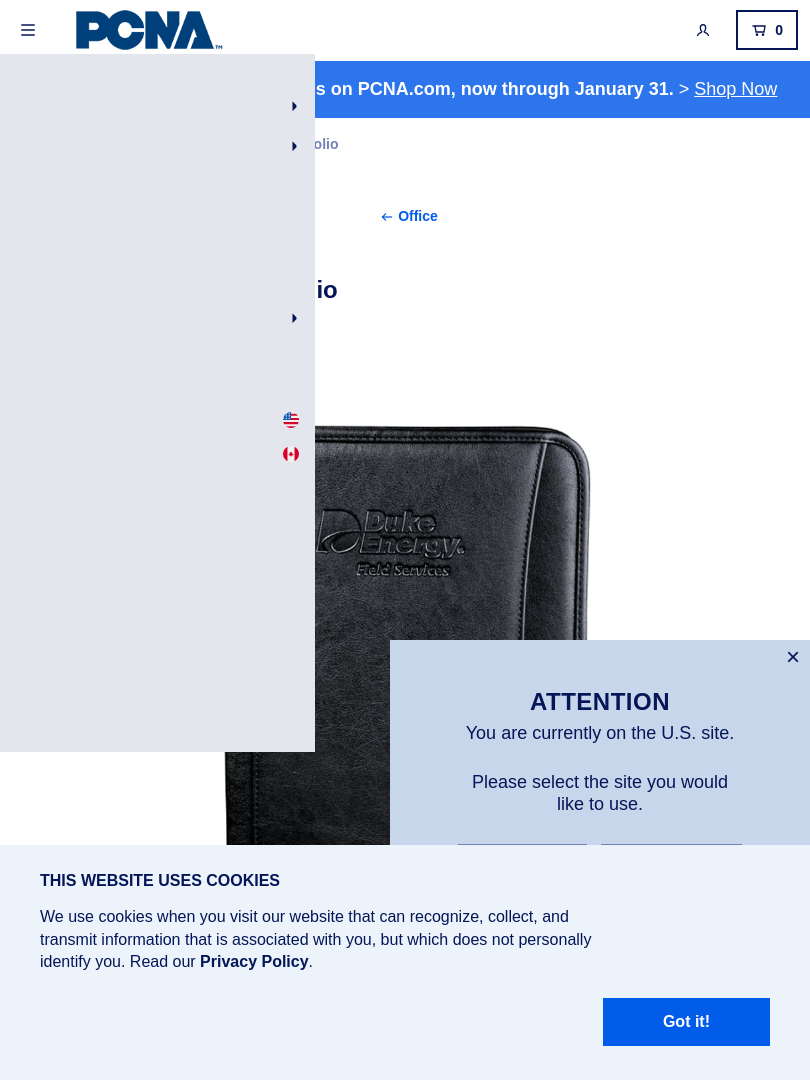 PCNA™
0
s on PCNA.com, now through January 31. > Shop Now
olio
← Office
io
Duke
Energy®
Field Services
×
ATTENTION
You are currently on the U.S. site.
Please select the site you would
like to use.
THIS WEBSITE USES COOKIES
We use cookies when you visit our website that can recognize, collect, and
transmit information that is associated with you, but which does not personally
identify you. Read our Privacy Policy.
Got it!